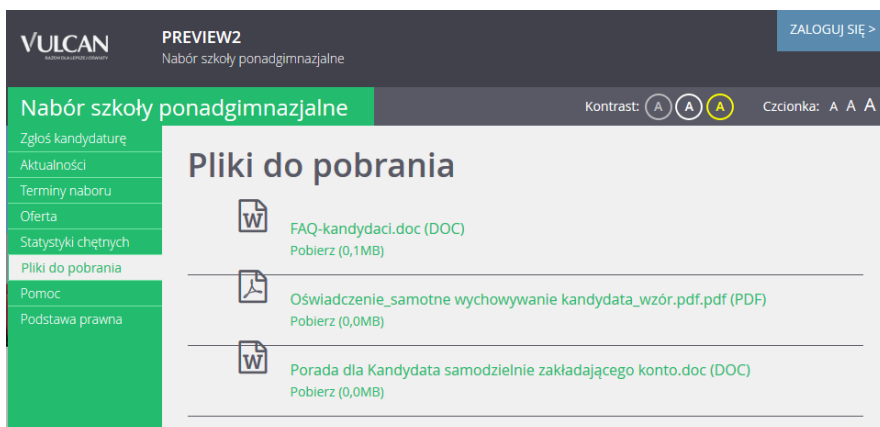 VULCAN
PREVIEW2
Nabór szkoły ponadgimnazjalne
ZALOGUJ SIĘ >
Nabór szkoły ponadgimnazjalne
Kontrast: A A A
Czcionka: A A A
Zgłoś kandydaturę
Aktualności
Terminy naboru
Oferta
Statystyki chętnych
Pliki do pobrania
Pomoc
Podstawa prawna
Pliki do pobrania
W
FAQ-kandydaci.doc (DOC)
Pobierz (0,1MB)
Oświadczenie_samotne wychowywanie kandydata_wzór.pdf.pdf (PDF)
Pobierz (0,0MB)
W
Porada dla Kandydata samodzielnie zakładającego konto.doc (DOC)
Pobierz (0,0MB)